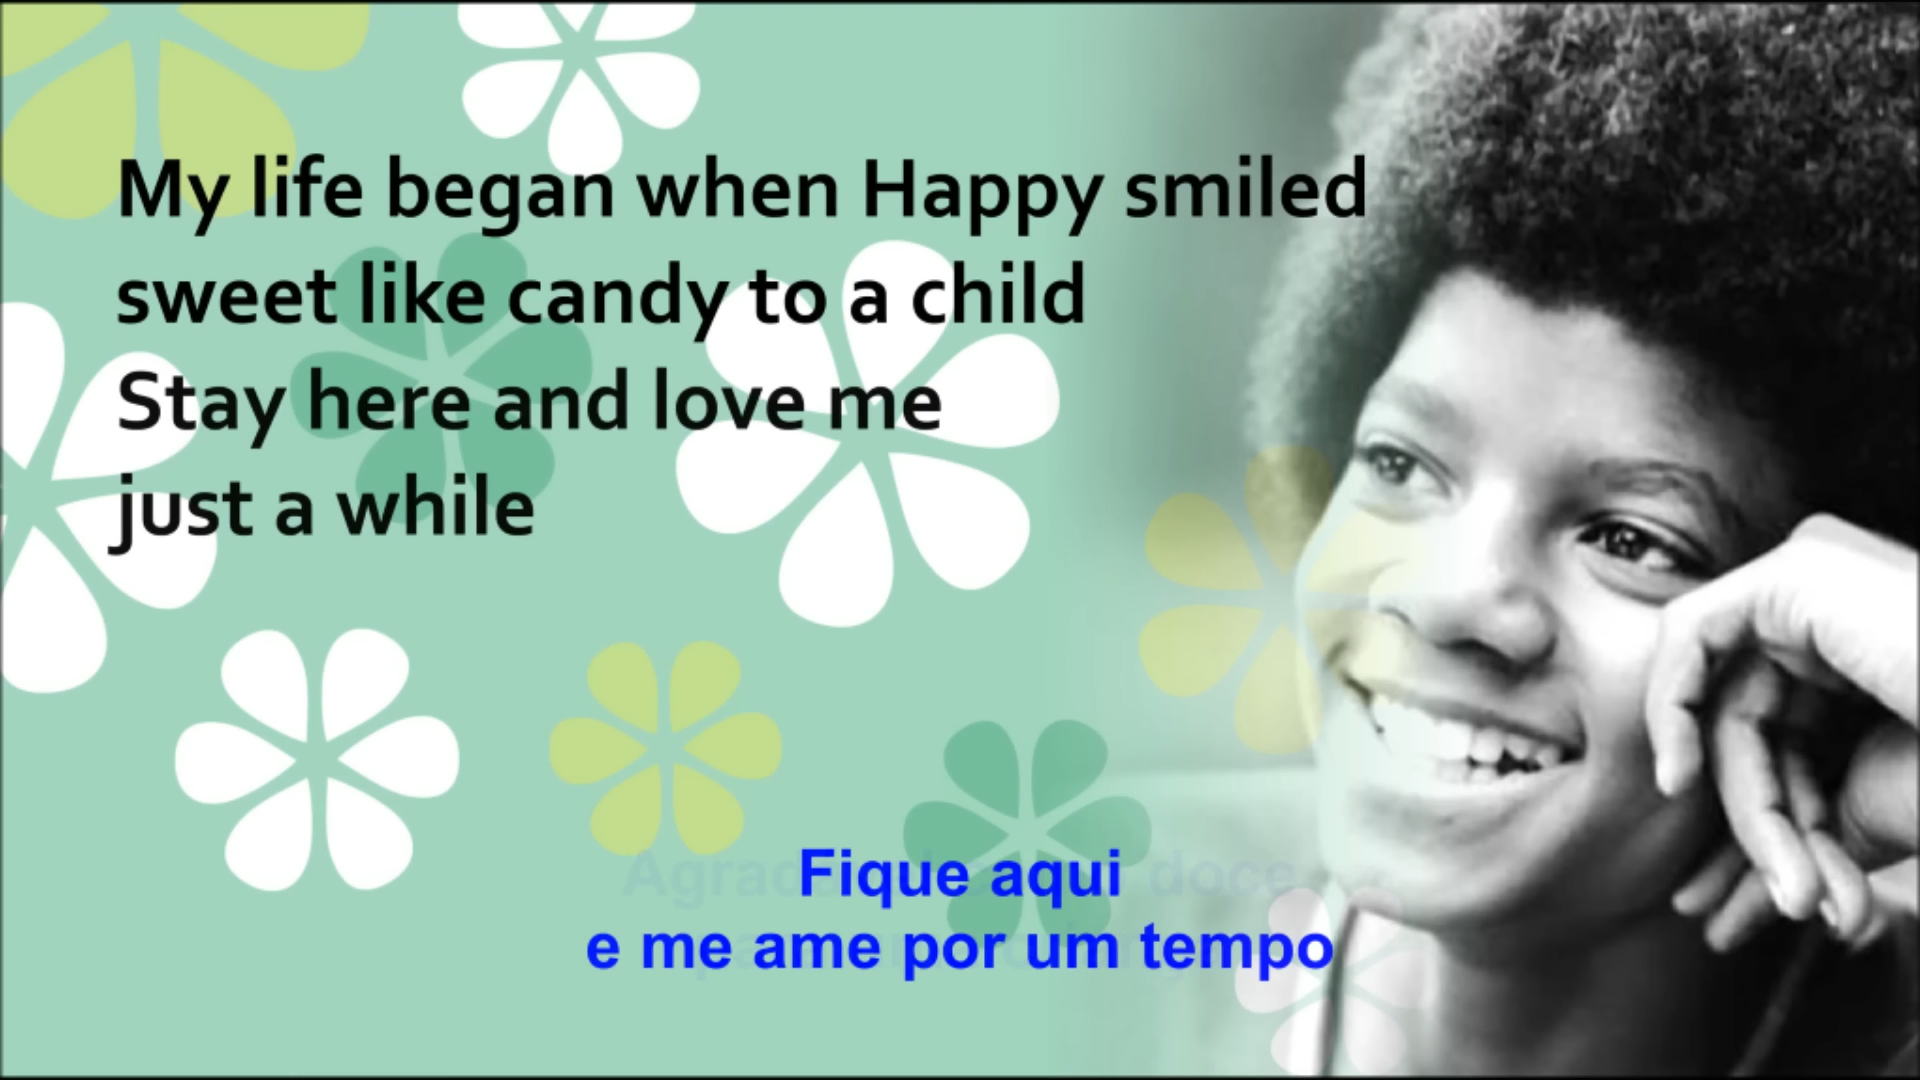 My life began when Happy smiled
sweet like candy to a child
Stay here and love me
just a while
Fique aqui
e me ame por um tempo